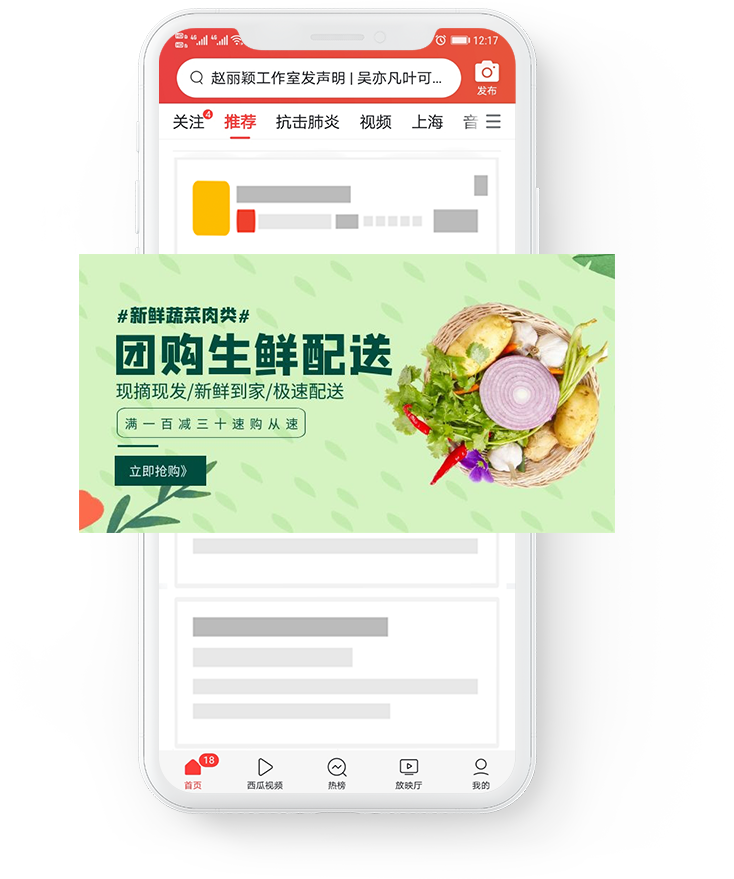 12:17
赵丽颖工作室发声明 | 吴亦凡叶可...
发布
关注 4 推荐 抗击肺炎 视频 上海 音
#新鲜蔬菜肉类#
团购生鲜配送
现摘现发/新鲜到家/极速配送
满一百减三十速购从速
立即抢购》
18
首页 西瓜视频 热榜 放映厅 我的